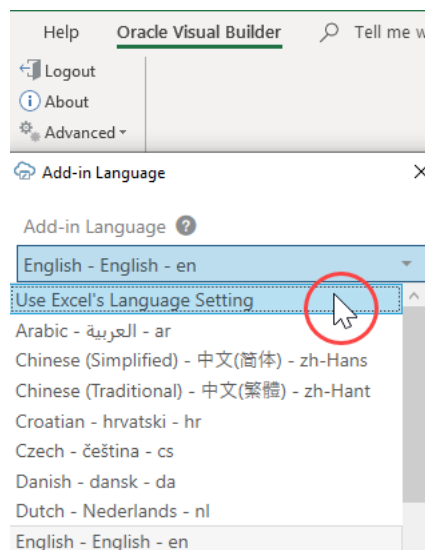 Help Oracle Visual Builder Tell me
Logout
About
Advanced
Add-in Language
Add-in Language ?
English - English - en
Use Excel's Language Setting
Arabic - العربية - ar
Chinese (Simplified) - 中文(简体) - zh-Hans
Chinese (Traditional) - 中文(繁體) - zh-Hant
Croatian - hrvatski - hr
Czech - čeština - cs
Danish - dansk - da
Dutch - Nederlands - nl
English - English - en